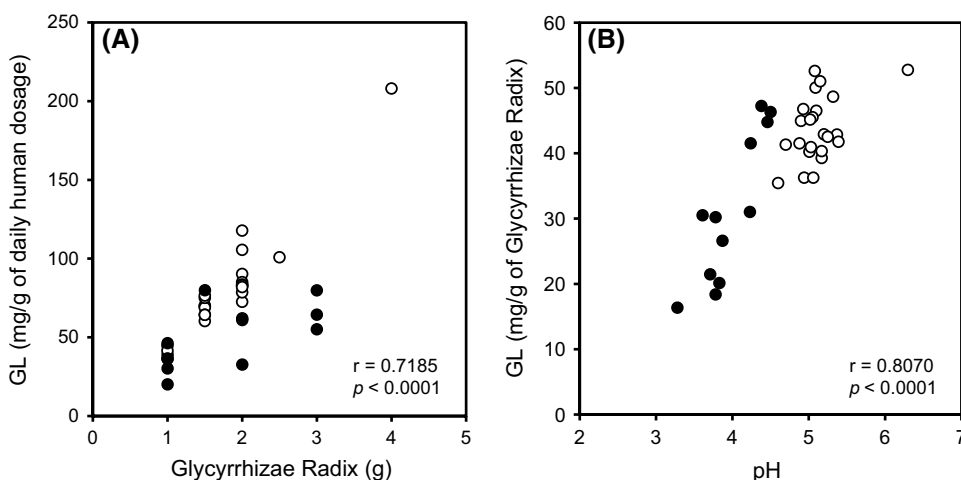 (A)
GL (mg/g of daily human dosage)
250
200
150
100
50
0
r = 0.7185
p < 0.0001
0 1 2 3 4 5
Glycyrrhizae Radix (g)
(B)
GL (mg/g of Glycyrrhizae Radix)
60
50
40
30
20
10
0
r = 0.8070
p < 0.0001
2 3 4 5 6 7
pH